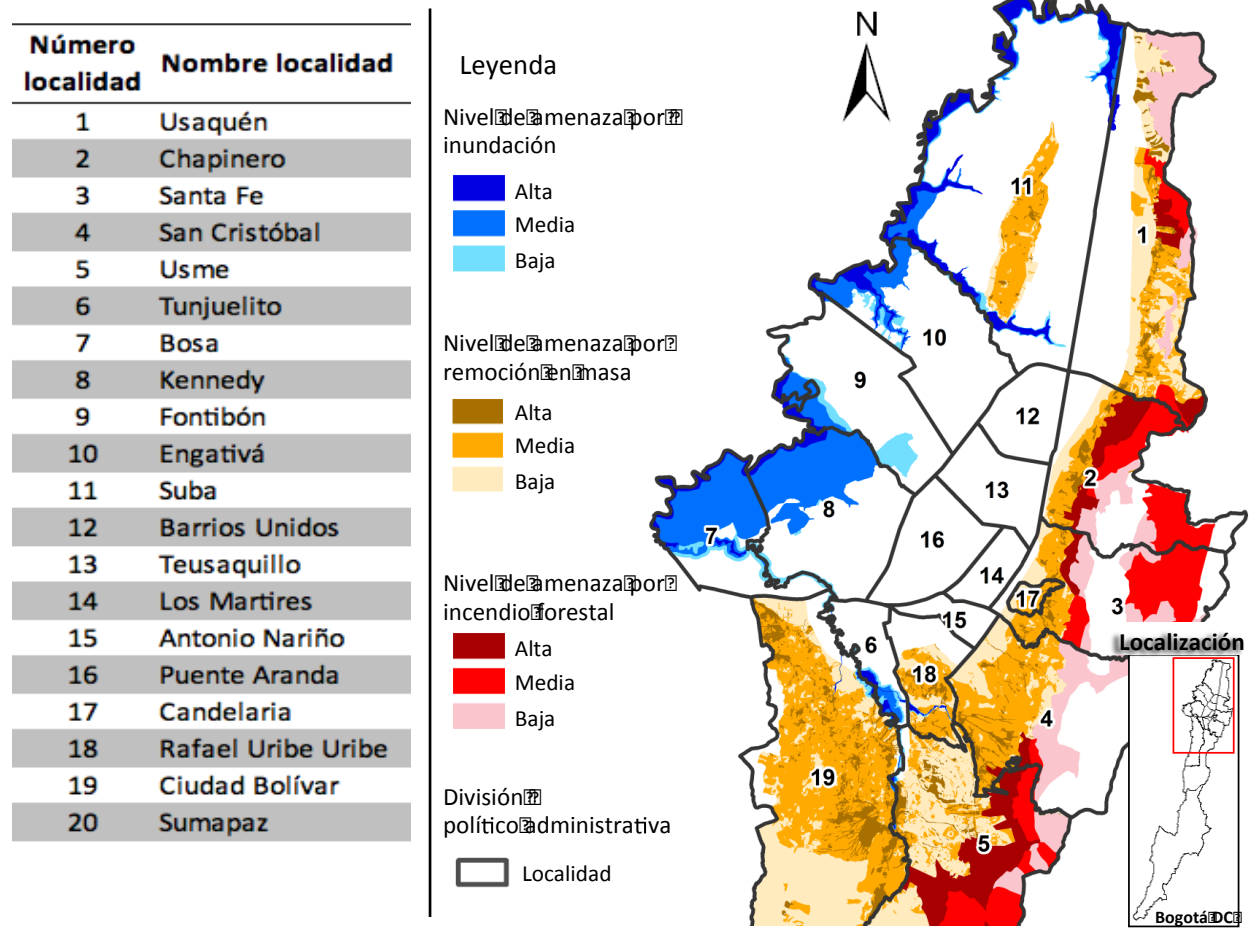 Número
localidad
Nombre localidad
1 Usaquén
2 Chapinero
3 Santa Fe
4 San Cristóbal
5 Usme
6 Tunjuelito
7 Bosa
8 Kennedy
9 Fontibón
10 Engativá
11 Suba
12 Barrios Unidos
13 Teusaquillo
14 Los Martires
15 Antonio Nariño
16 Puente Aranda
17 Candelaria
18 Rafael Uribe Uribe
19 Ciudad Bolívar
20 Sumapaz
Leyenda
Nivel de amenaza por
inundación
Alta
Media
Baja
Nivel de amenaza por
remoción en masa
Alta
Media
Baja
Nivel de amenaza por
incendio forestal
Alta
Media
Baja
División
político administrativa
Localidad
N
11
1
10
9
12
2
13
8
7
16
14
17
3
15
6
18
4
19
5
Localización
Bogotá DC